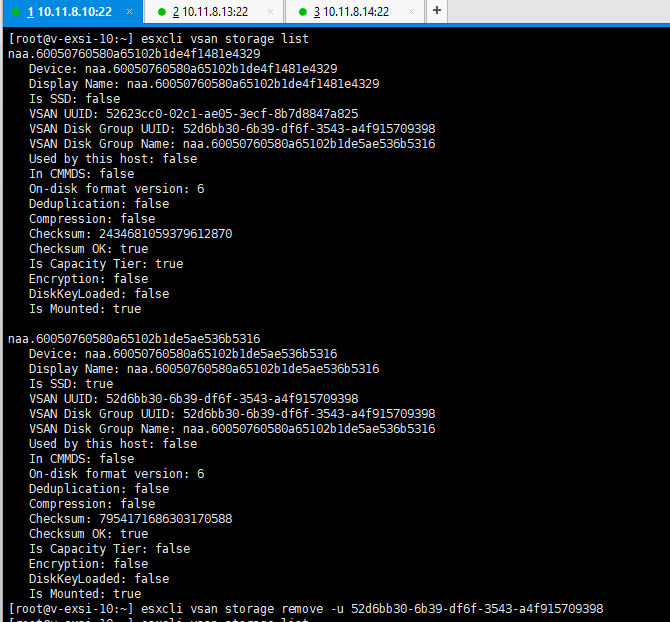 1 10.11.8.10:22 × 2 10.11.8.13:22 × 3 10.11.8.14:22 × +
[root@v-exsi-10:~] esxcli vsan storage list
naa.60050760580a65102b1de4f1481e4329
Device: naa.60050760580a65102b1de4f1481e4329
Display Name: naa.60050760580a65102b1de4f1481e4329
Is SSD: false
VSAN UUID: 52623cc0-02c1-ae05-3ecf-8b7d8847a825
VSAN Disk Group UUID: 52d6bb30-6b39-df6f-3543-a4f915709398
VSAN Disk Group Name: naa.60050760580a65102b1de5ae536b5316
Used by this host: false
In CMMDS: false
On-disk format version: 6
Deduplication: false
Compression: false
Checksum: 2434681059379612870
Checksum OK: true
Is Capacity Tier: true
Encryption: false
DiskKeyLoaded: false
Is Mounted: true
naa.60050760580a65102b1de5ae536b5316
Device: naa.60050760580a65102b1de5ae536b5316
Display Name: naa.60050760580a65102b1de5ae536b5316
Is SSD: true
VSAN UUID: 52d6bb30-6b39-df6f-3543-a4f915709398
VSAN Disk Group UUID: 52d6bb30-6b39-df6f-3543-a4f915709398
VSAN Disk Group Name: naa.60050760580a65102b1de5ae536b5316
Used by this host: false
In CMMDS: false
On-disk format version: 6
Deduplication: false
Compression: false
Checksum: 7954171686303170588
Checksum OK: true
Is Capacity Tier: false
Encryption: false
DiskKeyLoaded: false
Is Mounted: true
[root@v-exsi-10:~] esxcli vsan storage remove -u 52d6bb30-6b39-df6f-3543-a4f915709398
[root@v-exsi-10:~] esxcli vsan storage list